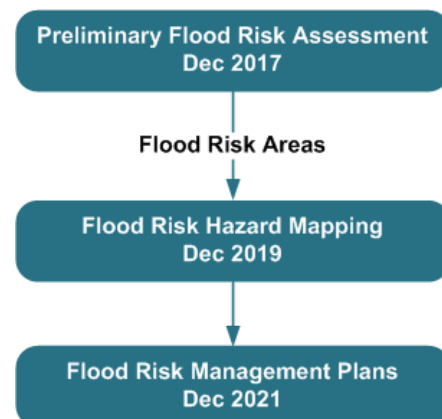 Preliminary Flood Risk Assessment
Dec 2017
Flood Risk Areas
Flood Risk Hazard Mapping
Dec 2019
Flood Risk Management Plans
Dec 2021